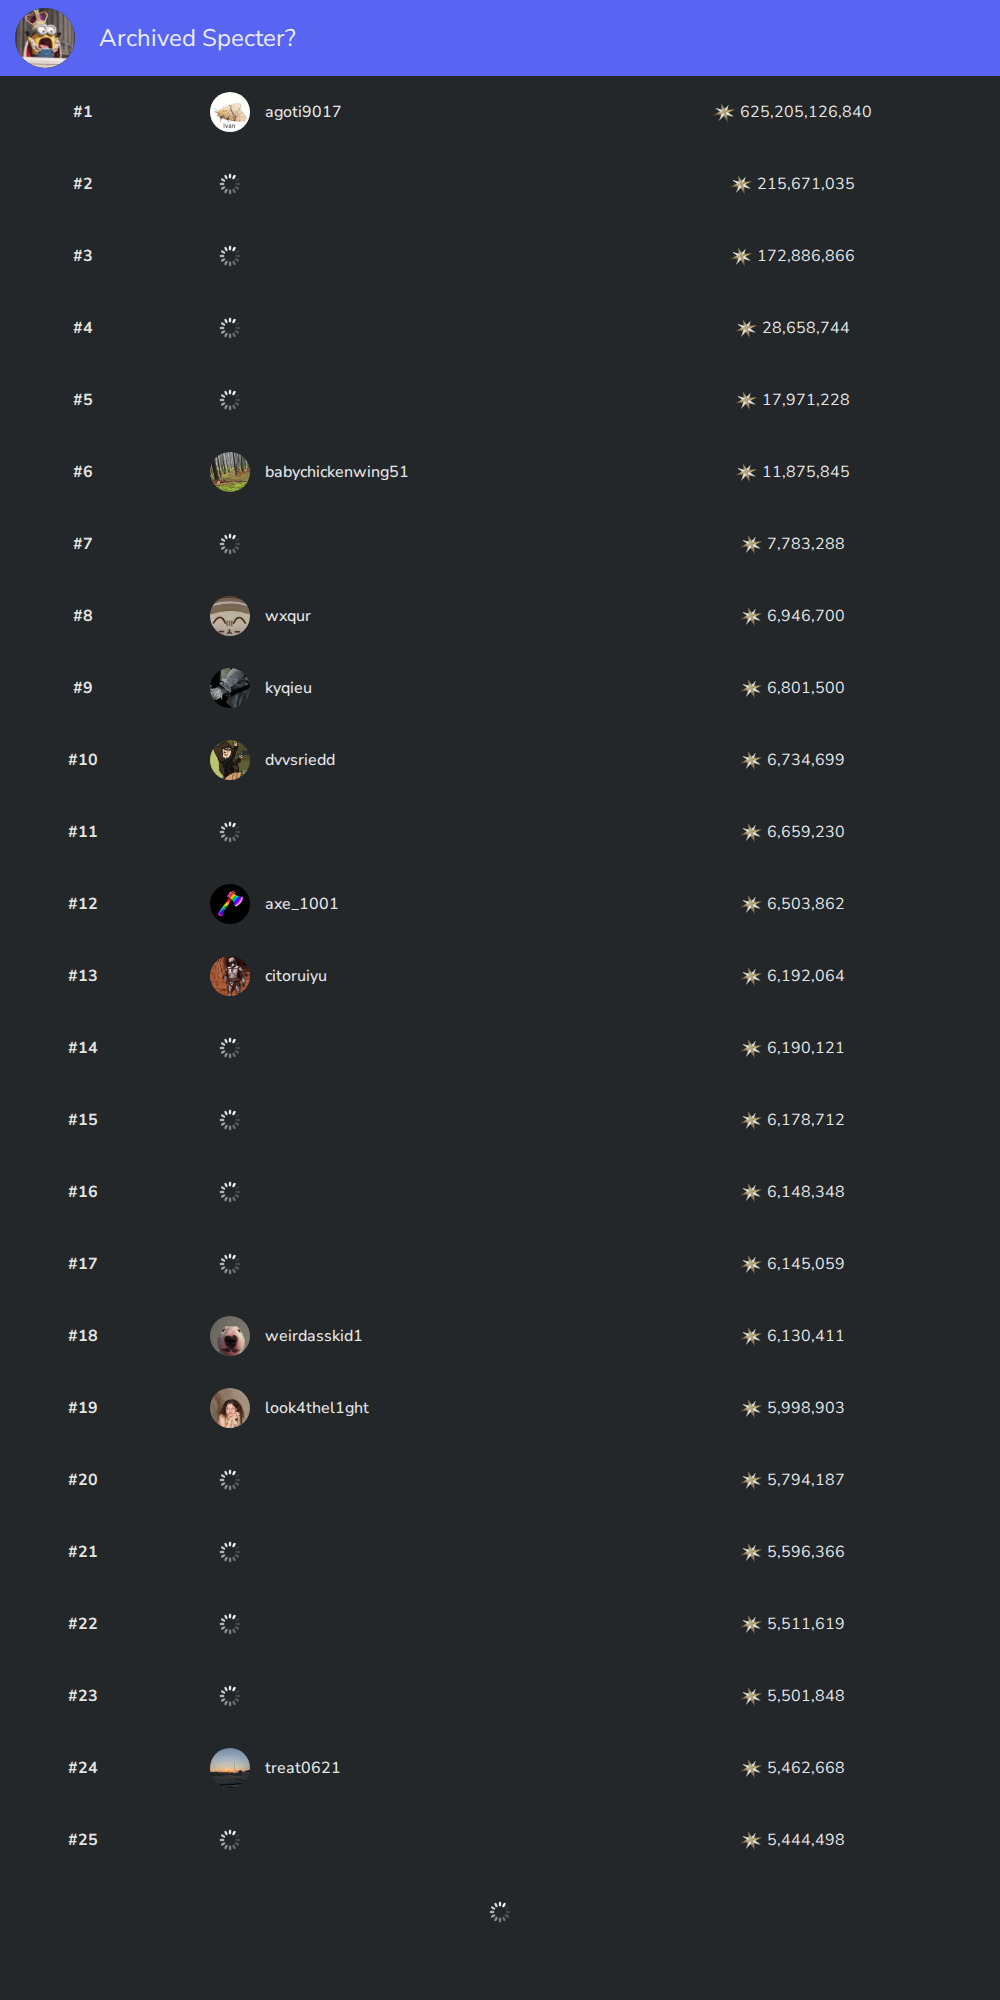 Archived Specter?
#1 agoti9017 625,205,126,840
ivan
#2 215,671,035
#3 172,886,866
#4 28,658,744
#5 17,971,228
#6 babychickenwing51 11,875,845
#7 7,783,288
#8 wxqur 6,946,700
#9 kyqieu 6,801,500
#10 dvvsriedd 6,734,699
#11 6,659,230
#12 axe_1001 6,503,862
#13 citoruiyu 6,192,064
#14 6,190,121
#15 6,178,712
#16 6,148,348
#17 6,145,059
#18 weirdasskid1 6,130,411
#19 look4thel1ght 5,998,903
#20 5,794,187
#21 5,596,366
#22 5,511,619
#23 5,501,848
#24 treat0621 5,462,668
#25 5,444,498